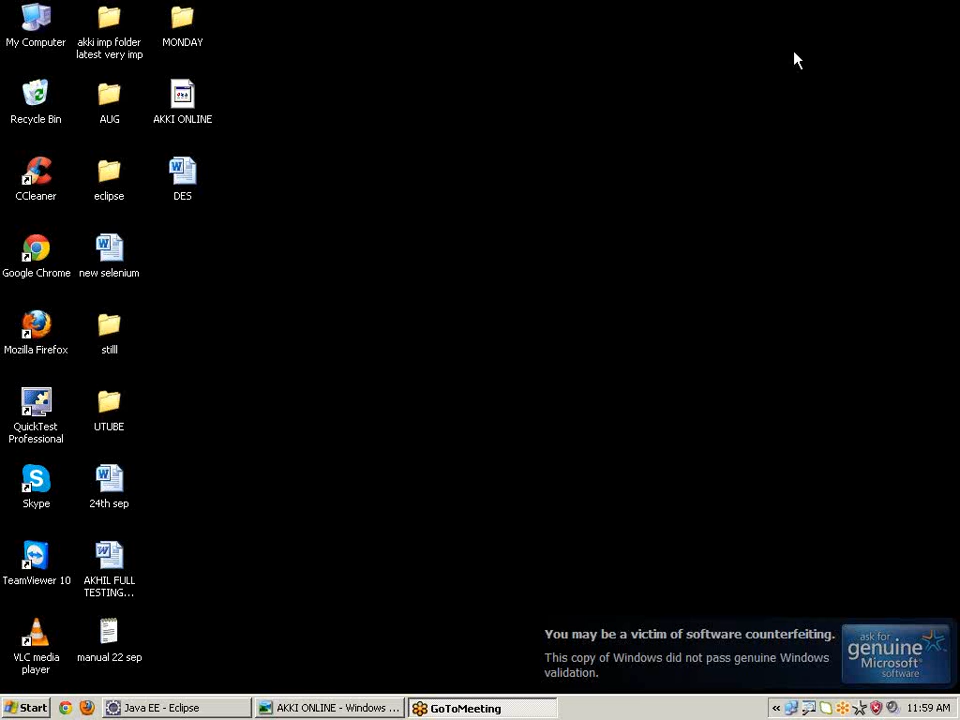 My Computer
akki imp folder
latest very imp
MONDAY
Recycle Bin
AUG
AKKI ONLINE
CCleaner
eclipse
DES
Google Chrome
new selenium
Mozilla Firefox
still
QuickTest
Professional
UTUBE
Skype
24th sep
TeamViewer 10
AKHIL FULL
TESTING...
VLC media
player
manual 22 sep
You may be a victim of software counterfeiting.
This copy of Windows did not pass genuine Windows
validation.
ask for
genuine
Microsoft
software
Start
Java EE - Eclipse
AKKI ONLINE - Windows ...
GoToMeeting
11:59 AM